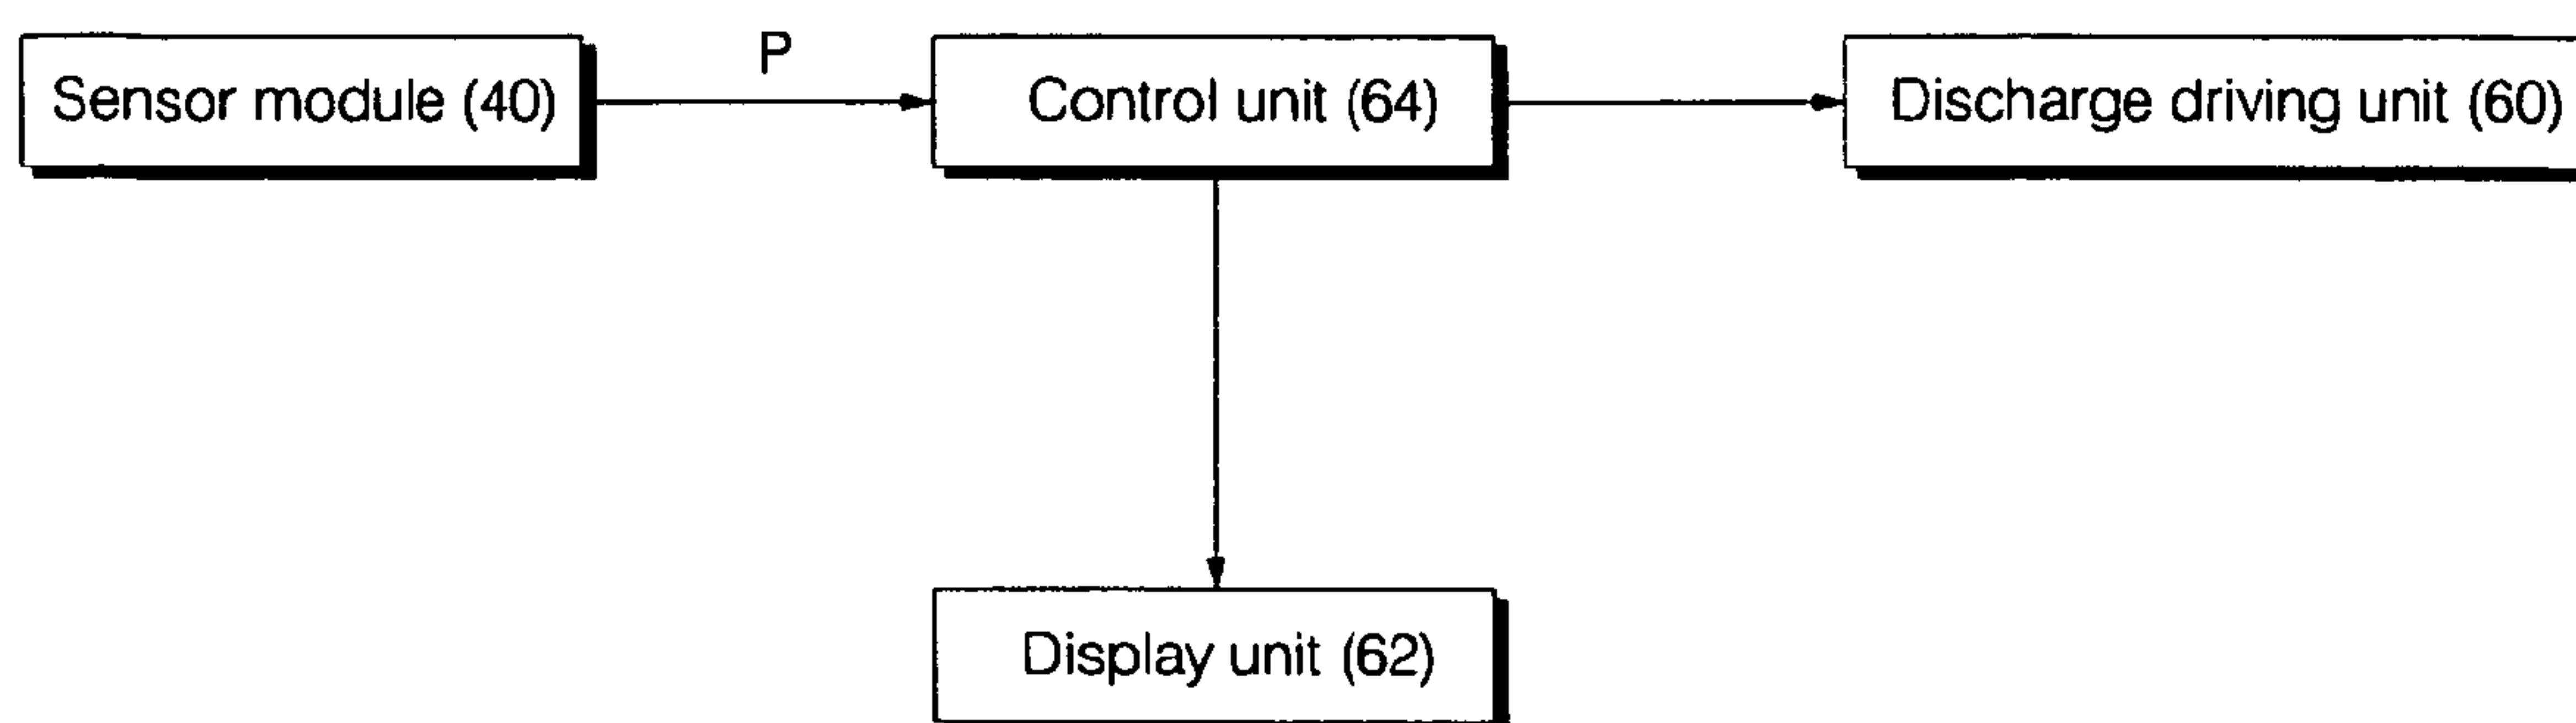 P
Sensor module (40)
Control unit (64)
Discharge driving unit (60)
Display unit (62)